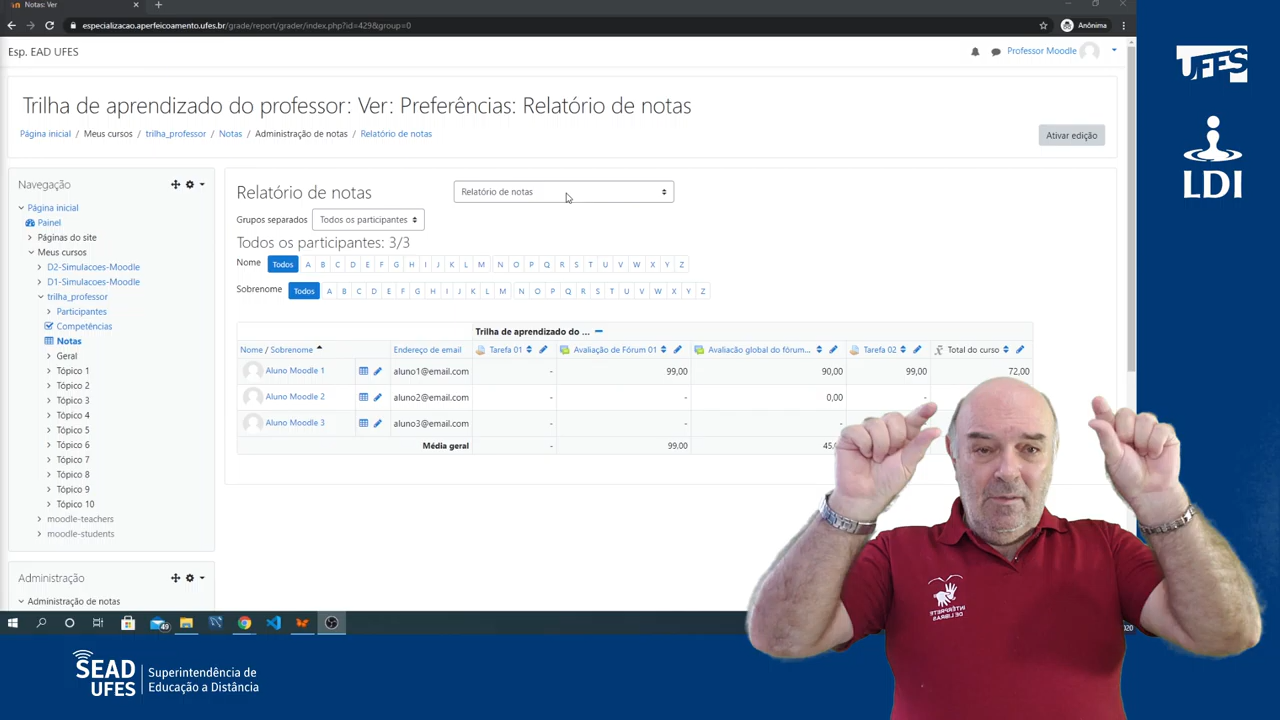 Notas: Ver
especializacao.aperfeicoamento.ufes.br/grade/report/grader/index.php?id=429&group=0
Anônima
Esp. EAD UFES
Professor Moodle
Trilha de aprendizado do professor: Ver: Preferências: Relatório de notas
Página inicial / Meus cursos / trilha_professor / Notas / Administração de notas / Relatório de notas
Ativar edição
Navegação
Página inicial
Painel
Páginas do site
Meus cursos
D2-Simulacoes-Moodle
D1-Simulacoes-Moodle
trilha_professor
Participantes
Competências
Notas
Geral
Tópico 1
Tópico 2
Tópico 3
Tópico 4
Tópico 5
Tópico 6
Tópico 7
Tópico 8
Tópico 9
Tópico 10
moodle-teachers
moodle-students
Administração
Administração de notas
Relatório de notas
Relatório de notas
Grupos separados Todos os participantes
Todos os participantes: 3/3
Nome Todos A B C D E F G H I J K L M N O P Q R S T U V W X Y Z
Sobrenome Todos A B C D E F G H I J K L M N O P Q R S T U V W X Y Z
Trilha de aprendizado do ...
Nome / Sobrenome Endereço de email Tarefa 01 Avaliação de Fórum 01 Avaliacão global do fórum... Tarefa 02 Total do curso
Aluno Moodle 1 aluno1@email.com - 99,00 90,00 99,00 72,00
Aluno Moodle 2 aluno2@email.com - - 0,00 -
Aluno Moodle 3 aluno3@email.com - -
Média geral - 99,00
49
2020
UFES
LDI
INTÉRPRETE
DE LIBRAS
SEAD
UFES
Superintendência de
Educação a Distância